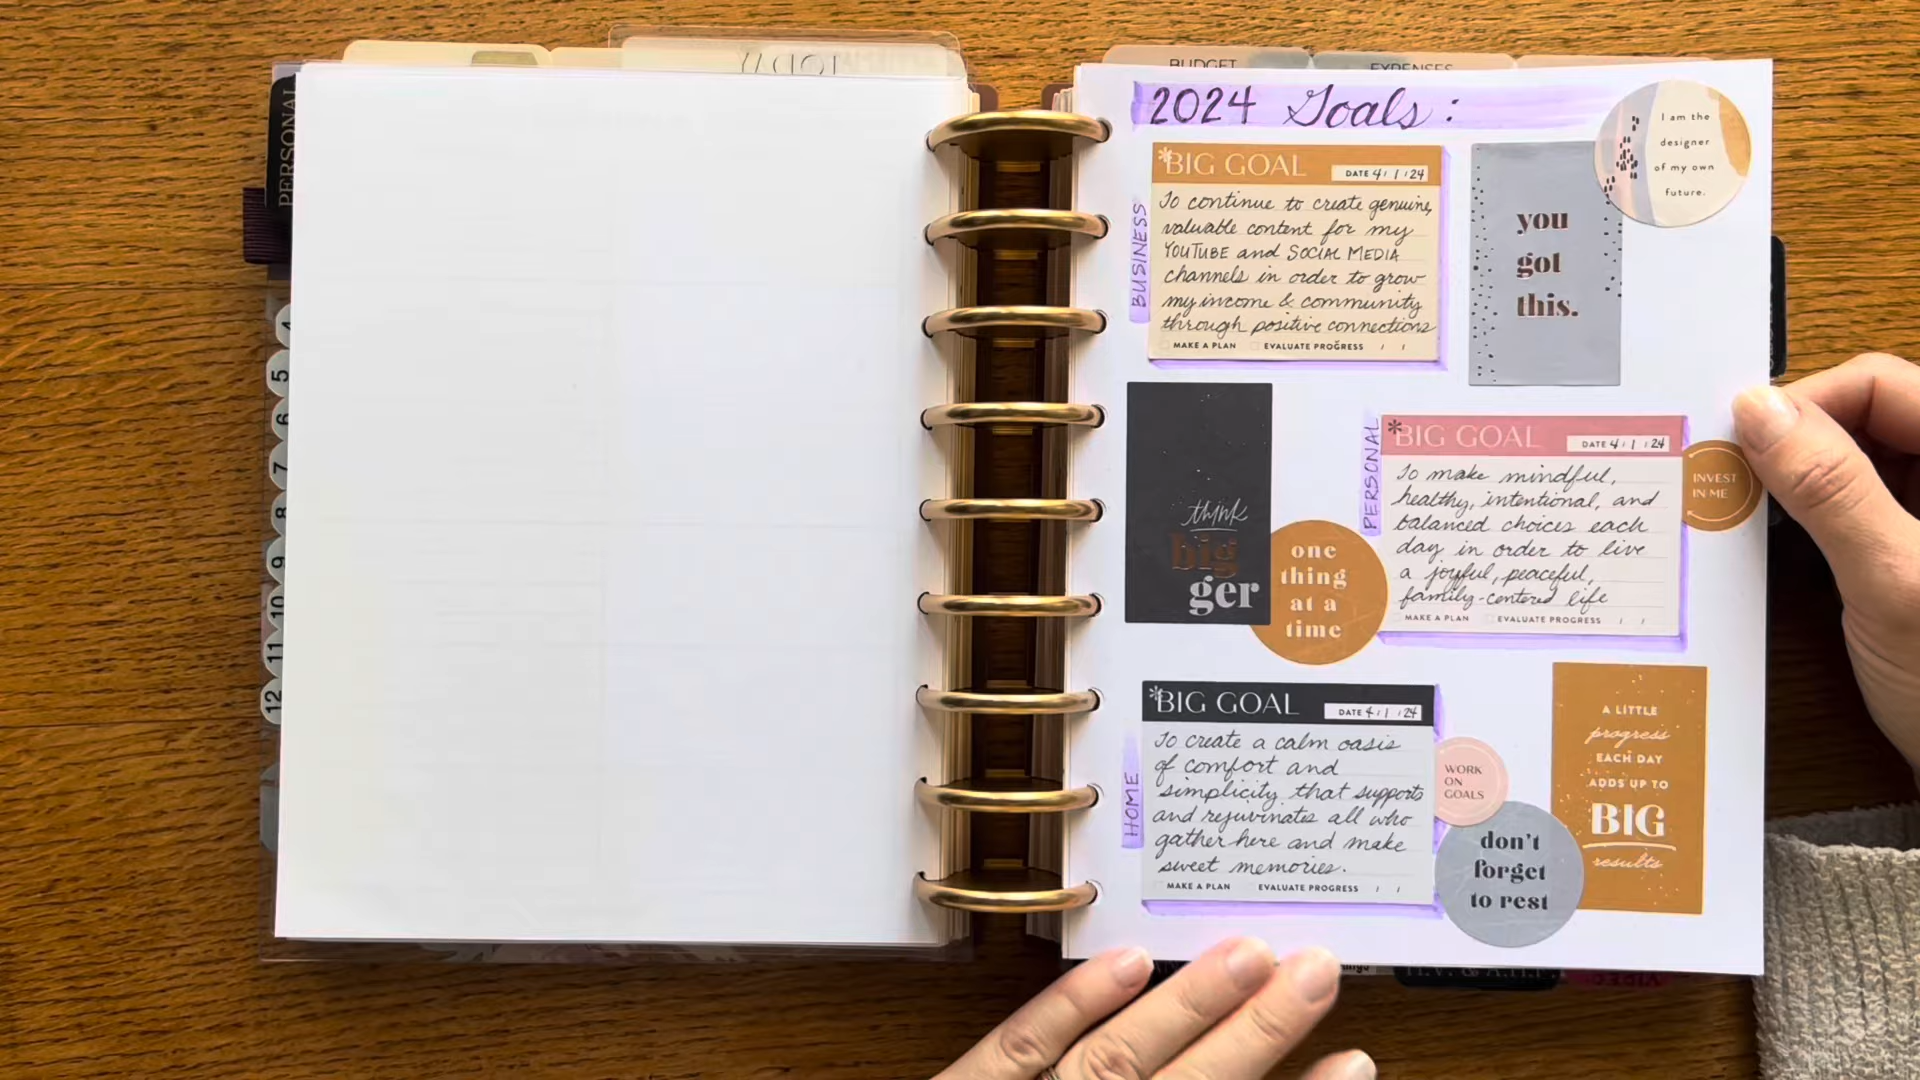 TODAY
PERSONAL
4
5
6
7
8
9
10
11
12
BUDGET
EXPENSES
2024 Goals:
I am the
designer
of my own
future.
BUSINESS
*BIG GOAL
DATE 4/1/24
To continue to create genuine,
valuable content for my
YOUTUBE and SOCIAL MEDIA
channels in order to grow
my income & community
through positive connections
MAKE A PLAN EVALUATE PROGRESS / /
you
got
this.
think
big
ger
one
thing
at a
time
PERSONAL
*BIG GOAL
DATE 4/1/24
To make mindful,
healthy, intentional, and
balanced choices each
day in order to live
a joyful, peaceful,
family-centered life
MAKE A PLAN EVALUATE PROGRESS / /
INVEST
IN ME
HOME
*BIG GOAL
DATE 4/1/24
To create a calm oasis
of comfort and
simplicity that supports
and rejuvinates all who
gather here and make
sweet memories.
MAKE A PLAN EVALUATE PROGRESS / /
WORK
ON
GOALS
don't
forget
to rest
A LITTLE
progress
EACH DAY
ADDS UP TO
BIG
results